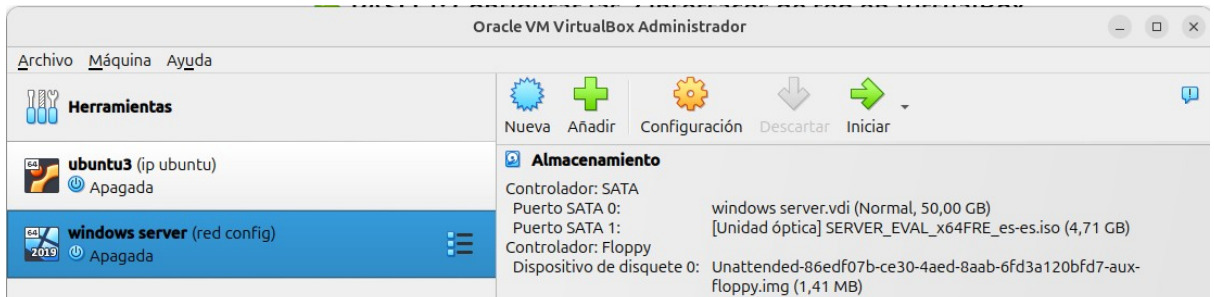 Oracle VM VirtualBox Administrador
Archivo Máquina Ayuda
Herramientas
Nueva Añadir Configuración Descartar Iniciar
64
ubuntu3 (ip ubuntu)
Apagada
64
2019
windows server (red config)
Apagada
Almacenamiento
Controlador: SATA
Puerto SATA 0: windows server.vdi (Normal, 50,00 GB)
Puerto SATA 1: [Unidad óptica] SERVER_EVAL_x64FRE_es-es.iso (4,71 GB)
Controlador: Floppy
Dispositivo de disquete 0: Unattended-86edf07b-ce30-4aed-8aab-6fd3a120bfd7-aux-
floppy.img (1,41 MB)